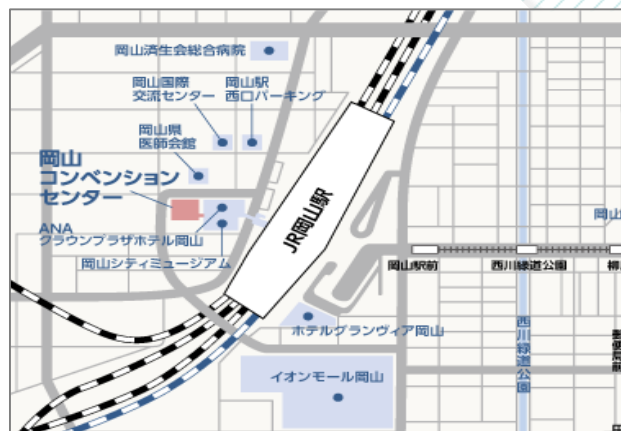 岡山済生会総合病院
岡山国際
交流センター
岡山駅
西口パーキング
岡山県
医師会館
岡山
コンベンション
センター
ANA
クラウンプラザホテル岡山
岡山シティミュージアム
JR岡山駅
岡山
岡山駅前
西川緑道公園
柳
ホテルグランヴィア岡山
西川緑道公園
イオンモール岡山